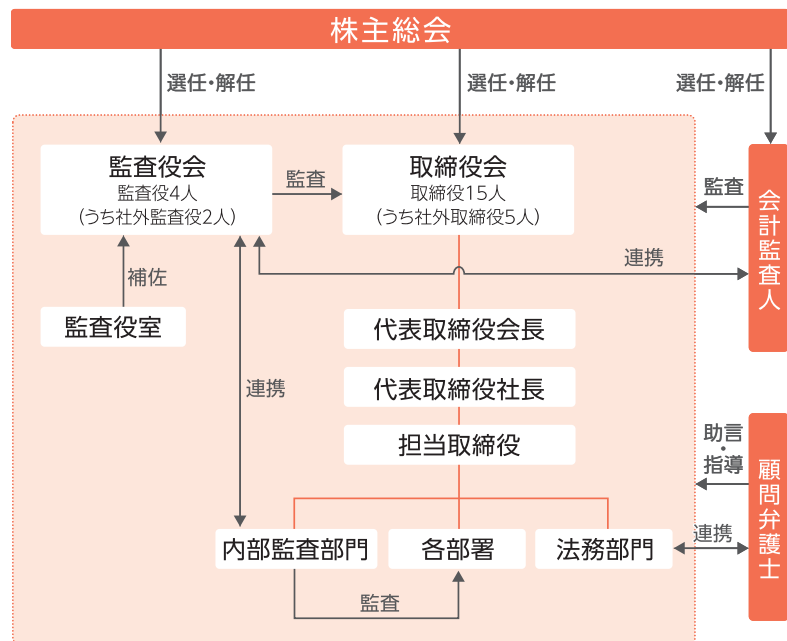 株主総会
選任・解任
選任・解任
選任・解任
監査役会
監査役4人
(うち社外監査役2人)
監査
取締役会
取締役15人
(うち社外取締役5人)
監査
会計監査人
連携
補佐
監査役室
代表取締役会長
連携
代表取締役社長
担当取締役
助言
・
指導
顧問弁護士
内部監査部門
各部署
法務部門
連携
監査